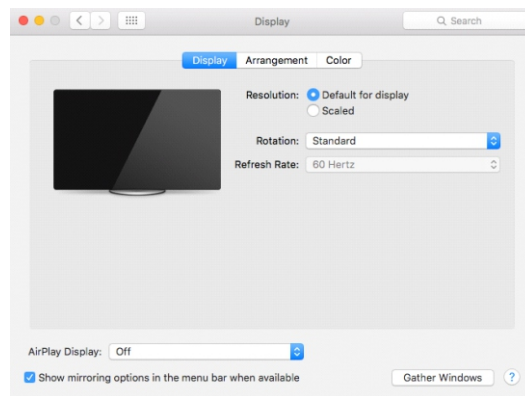 Display
Search
Display Arrangement Color
Resolution: Default for display
Scaled
Rotation: Standard
Refresh Rate: 60 Hertz
AirPlay Display: Off
Show mirroring options in the menu bar when available
Gather Windows ?